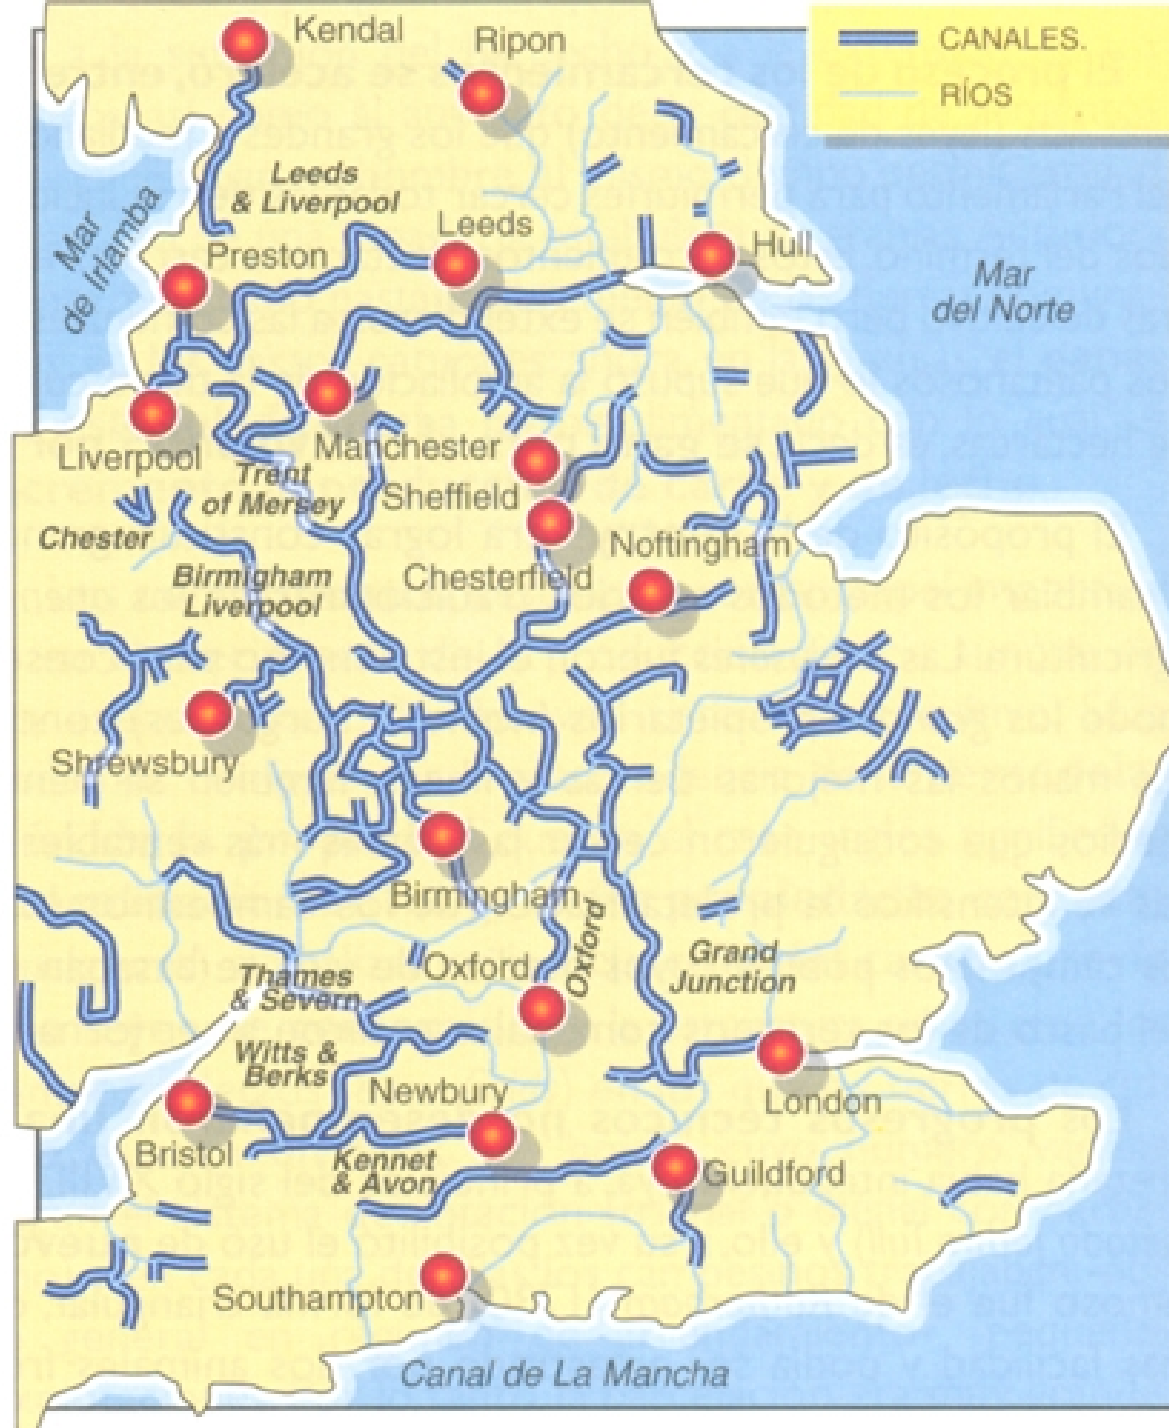 Kendal
Ripon
CANALES.
RÍOS
Leeds
& Liverpool
Mar
de Irlamba
Preston
Leeds
Hull
Mar
del Norte
Liverpool
Manchester
Trent
of Mersey
Sheffield
Chester
Noftingham
Chesterfield
Birmigham
Liverpool
Shrewsbury
Birmingham
Oxford
Oxford
Grand
Junction
Thames
& Severn
Witts &
Berks
Newbury
London
Bristol
Kennet
& Avon
Guildford
Southampton
Canal de La Mancha